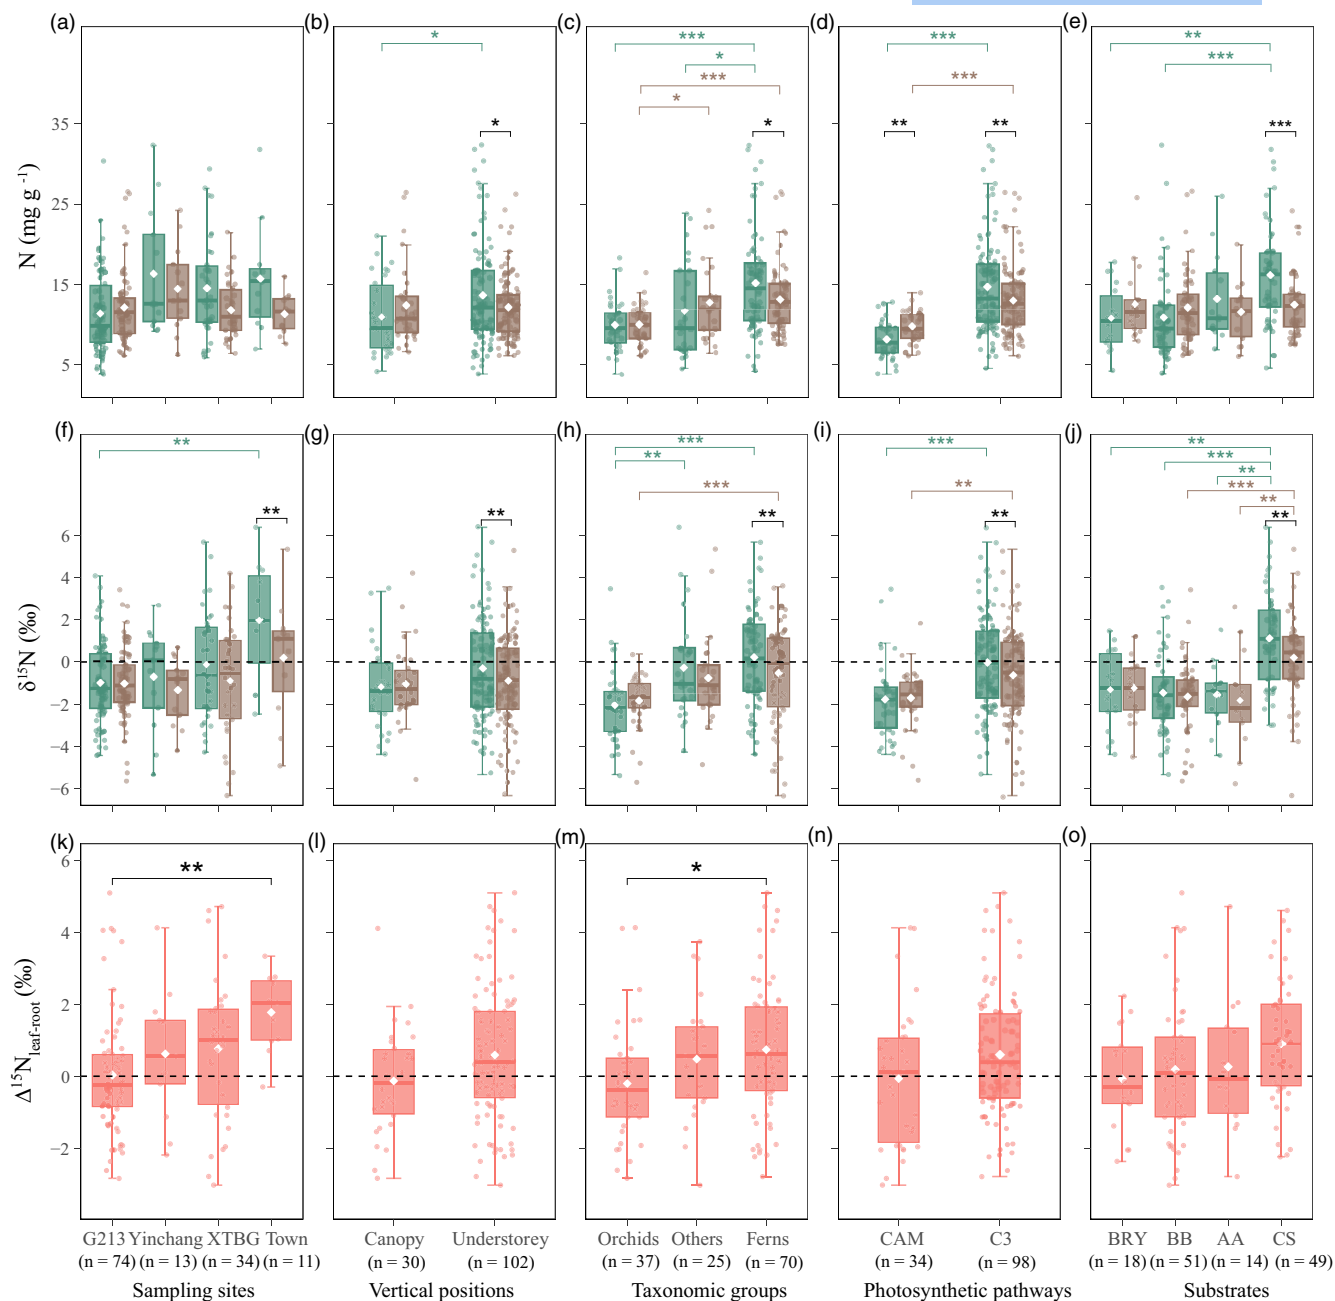 (a) (b) (c) (d) (e)
* *** * *** * * *** *** ** ** ** *** ***
N (mg g ⁻¹)
35
25
15
5
(f) (g) (h) (i) (j)
** ** ** *** ** *** ** *** ** ** ** *** ** *** ** **
δ ¹⁵N (‰)
6
4
2
0
−2
−4
−6
(k) (l) (m) (n) (o)
** *
Δ¹⁵N leaf-root (‰)
6
4
2
0
−2
G213 Yinchang XTBG Town Canopy Understorey Orchids Others Ferns CAM C3 BRY BB AA CS
(n = 74) (n = 13) (n = 34) (n = 11) (n = 30) (n = 102) (n = 37) (n = 25) (n = 70) (n = 34) (n = 98) (n = 18) (n = 51) (n = 14) (n = 49)
Sampling sites Vertical positions Taxonomic groups Photosynthetic pathways Substrates